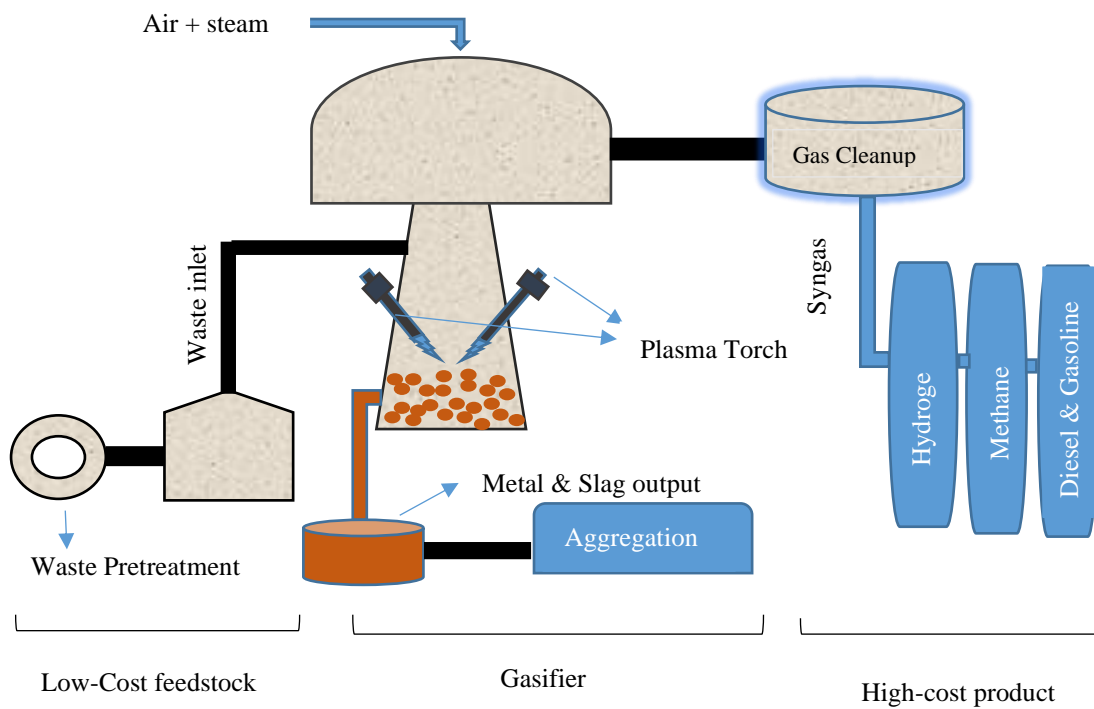 Air + steam
Gas Cleanup
Waste inlet
Syngas
Plasma Torch
Hydroge
Methane
Diesel & Gasoline
Metal & Slag output
Aggregation
Waste Pretreatment
Low-Cost feedstock
Gasifier
High-cost product